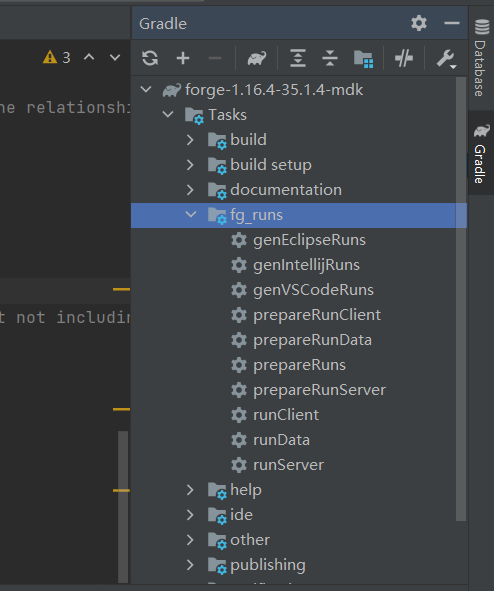 Gradle
3
forge-1.16.4-35.1.4-mdk
Tasks
build
build setup
documentation
fg_runs
genEclipseRuns
genIntellijRuns
genVSCodeRuns
prepareRunClient
prepareRunData
prepareRuns
prepareRunServer
runClient
runData
runServer
help
ide
other
publishing
ne relationshi
t not includin
Database
Gradle